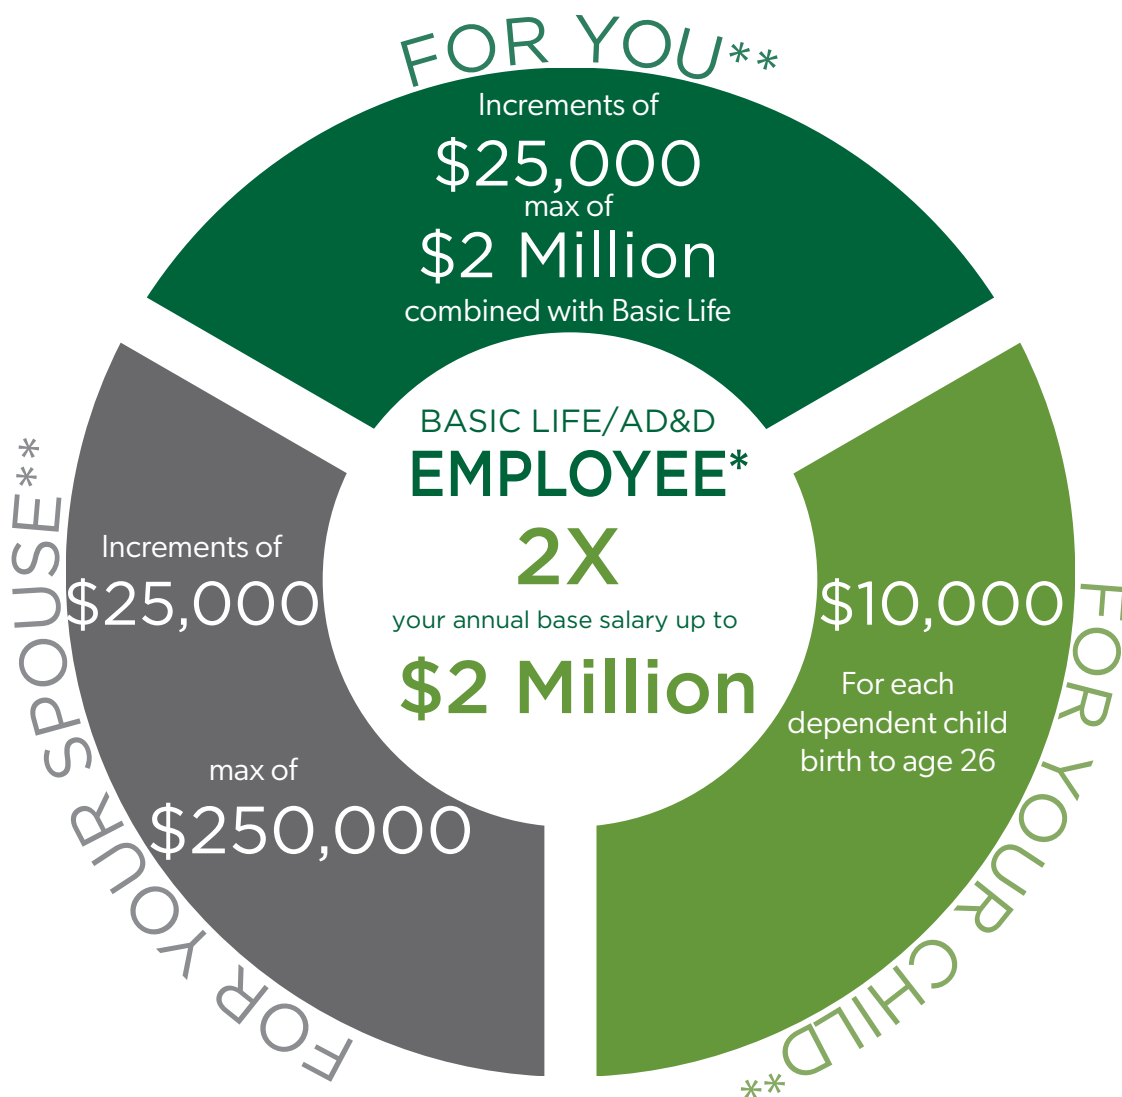 FOR YOU**
Increments of
$25,000
max of
$2 Million
combined with Basic Life
BASIC LIFE/AD&D
EMPLOYEE*
2X
your annual base salary up to
$2 Million
FOR YOUR SPOUSE**
Increments of
$25,000
max of
$250,000
FOR YOUR CHILD**
$10,000
For each
dependent child
birth to age 26